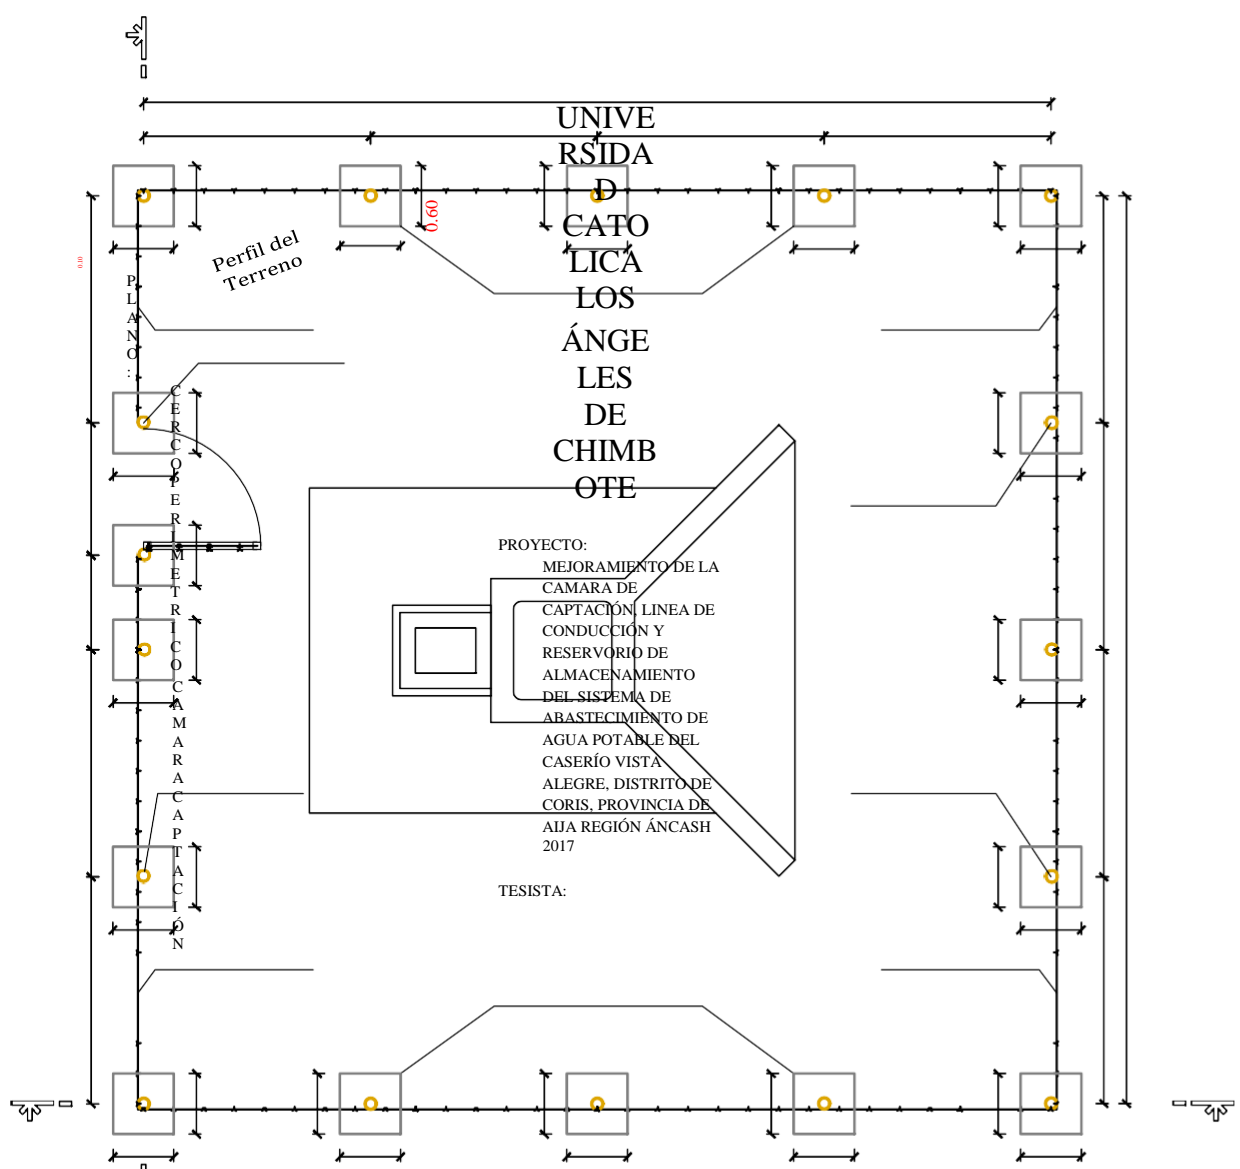 UNIVE
RSIDA
D
CATO
LICA
LOS
ÁNGE
LES
DE
CHIMB
OTE
0.60
0.10
Perfil del
Terreno
PLANO:
CERCO PERIMETRICO CAMARA CAPTACIÓN
PROYECTO:
MEJORAMIENTO DE LA
CAMARA DE
CAPTACIÓN, LINEA DE
CONDUCCIÓN Y
RESERVORIO DE
ALMACENAMIENTO
DEL SISTEMA DE
ABASTECIMIENTO DE
AGUA POTABLE DEL
CASERÍO VISTA
ALEGRE, DISTRITO DE
CORIS, PROVINCIA DE
AIJA REGIÓN ÁNCASH
2017
TESISTA: